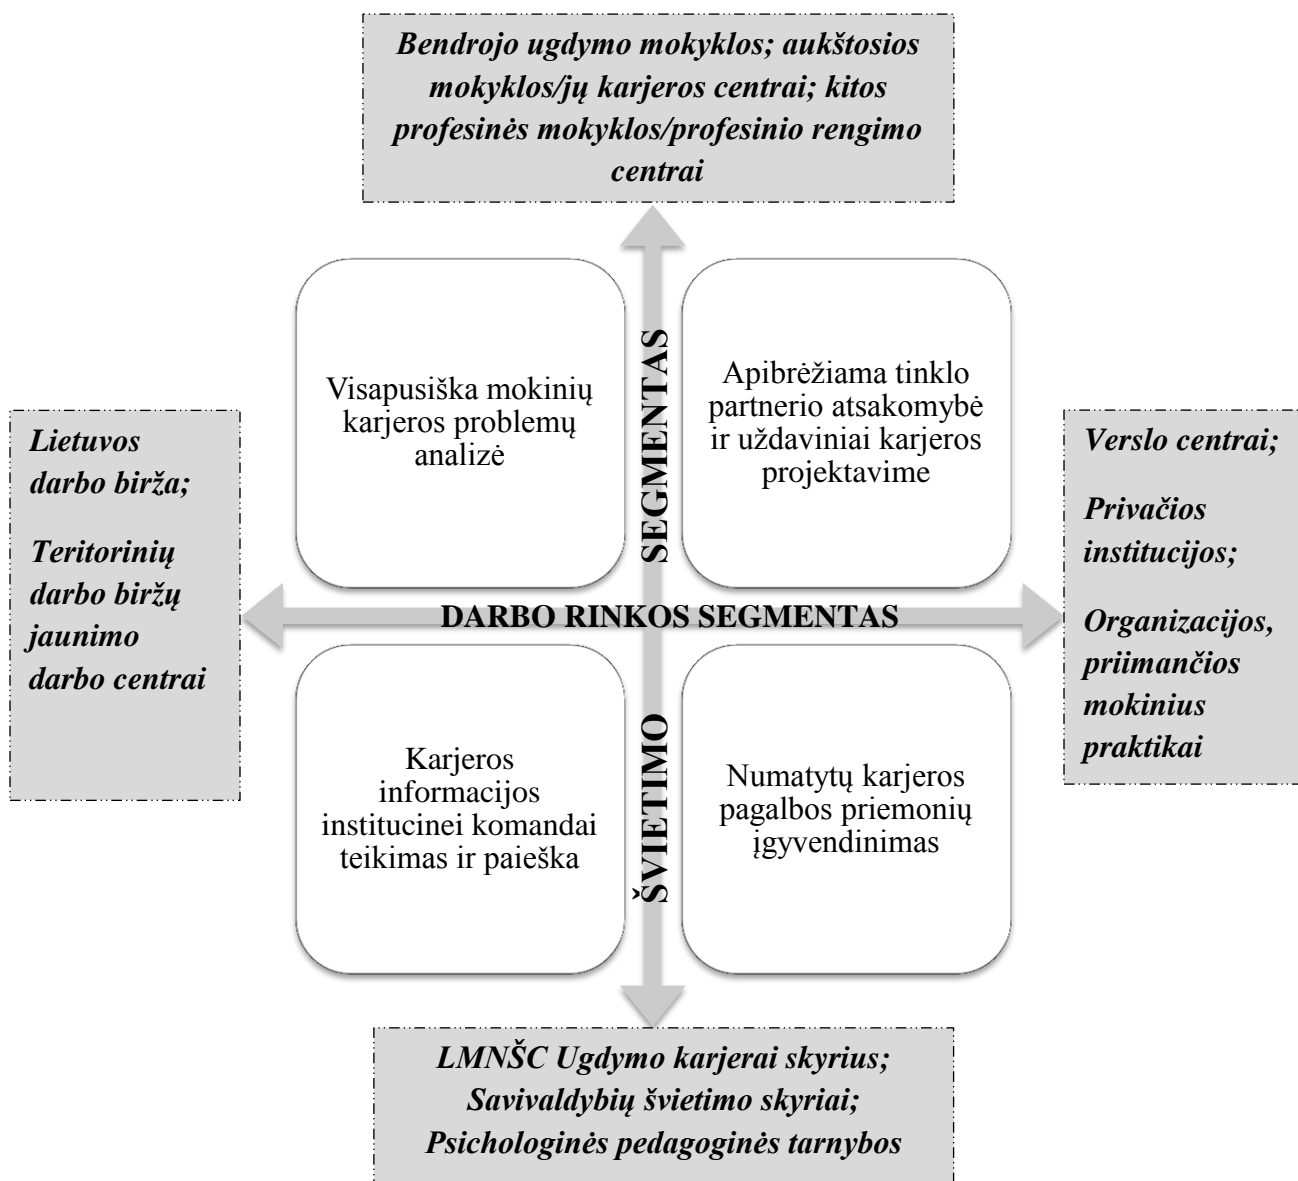 Bendrojo ugdymo mokyklos; aukštosios
mokyklos/jų karjeros centrai; kitos
profesinės mokyklos/profesinio rengimo
centrai
Visapusiška mokinių
karjeros problemų
analizė
Apibrėžiama tinklo
partnerio atsakomybė
ir uždaviniai karjeros
projektavime
Lietuvos
darbo birža;
Teritorinių
darbo biržų
jaunimo
darbo centrai
ŠVIETIMO SEGMENTAS
DARBO RINKOS SEGMENTAS
Verslo centrai;
Privačios
institucijos;
Organizacijos,
priimančios
mokinius
praktikai
Karjeros
informacijos
institucinei komandai
teikimas ir paieška
Numatytų karjeros
pagalbos priemonių
įgyvendinimas
LMNŠC Ugdymo karjerai skyrius;
Savivaldybių švietimo skyriai;
Psichologinės pedagoginės tarnybos